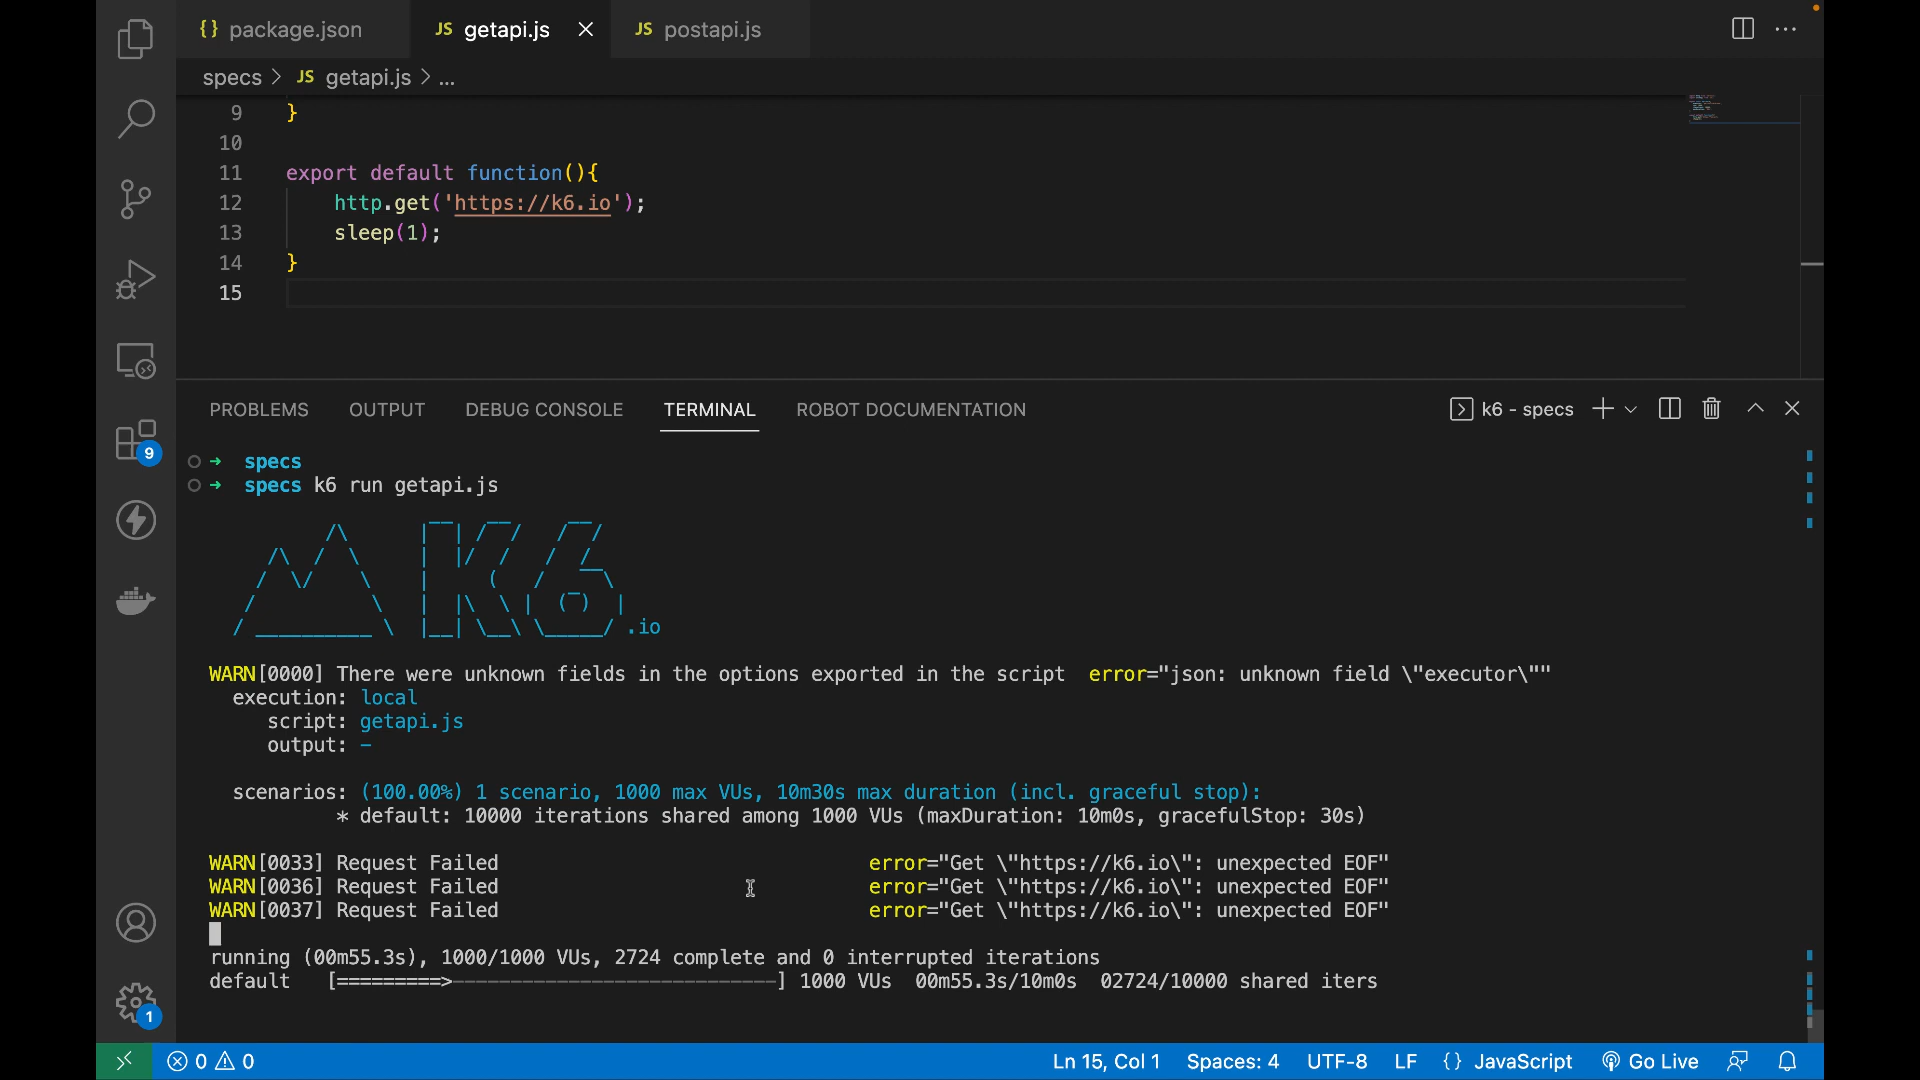 {} package.json JS getapi.js JS postapi.js ...
specs > JS getapi.js > ...
9 }
10
11 export default function(){
12 http.get('https://k6.io');
13 sleep(1);
14 }
15
PROBLEMS OUTPUT DEBUG CONSOLE TERMINAL ROBOT DOCUMENTATION k6 - specs
9
specs
specs k6 run getapi.js
K6
.io
WARN[0000] There were unknown fields in the options exported in the script error="json: unknown field \"executor\""
execution: local
script: getapi.js
output: -
scenarios: (100.00%) 1 scenario, 1000 max VUs, 10m30s max duration (incl. graceful stop):
* default: 10000 iterations shared among 1000 VUs (maxDuration: 10m0s, gracefulStop: 30s)
WARN[0033] Request Failed error="Get \"https://k6.io\": unexpected EOF"
WARN[0036] Request Failed error="Get \"https://k6.io\": unexpected EOF"
WARN[0037] Request Failed error="Get \"https://k6.io\": unexpected EOF"
running (00m55.3s), 1000/1000 VUs, 2724 complete and 0 interrupted iterations
default [=========>----------------------------] 1000 VUs 00m55.3s/10m0s 02724/10000 shared iters
1
0 0 Ln 15, Col 1 Spaces: 4 UTF-8 LF {} JavaScript Go Live